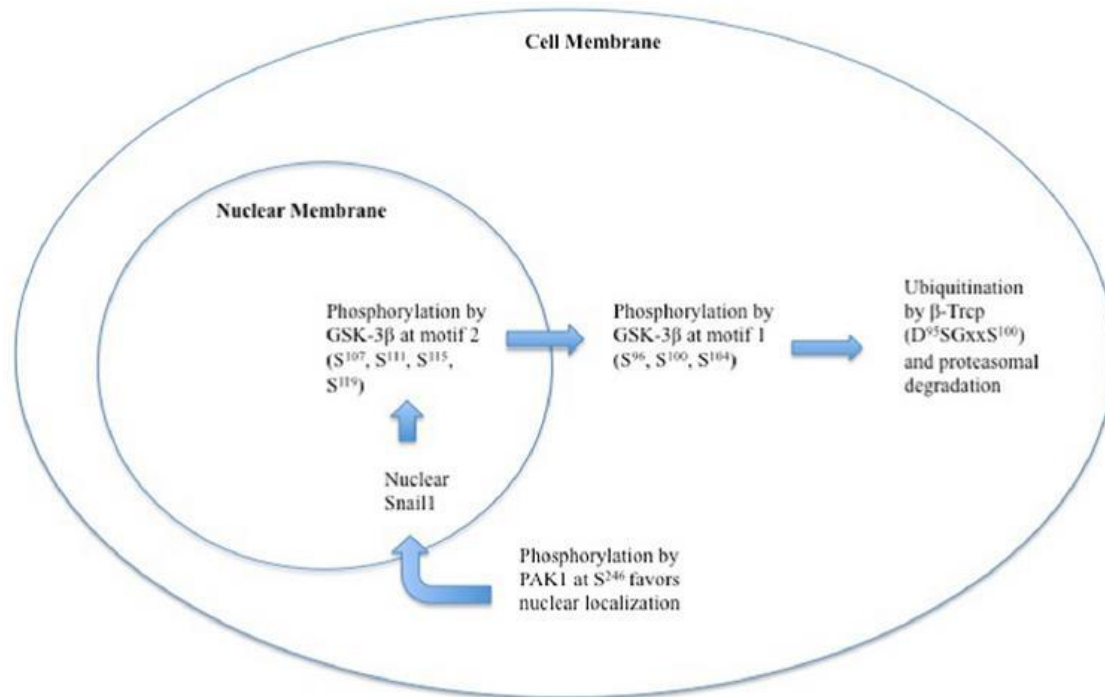 Cell Membrane
Nuclear Membrane
Phosphorylation by
GSK-3β at motif 2
(S¹⁰⁷, S¹¹¹, S¹¹⁵,
S¹¹⁹)
Phosphorylation by
GSK-3β at motif 1
(S⁹⁶, S¹⁰⁰, S¹⁰⁴)
Ubiquitination
by β-Trcp
(D⁹⁵SGxxS¹⁰⁰)
and proteasomal
degradation
Nuclear
Snail1
Phosphorylation by
PAK1 at S²⁴⁶ favors
nuclear localization